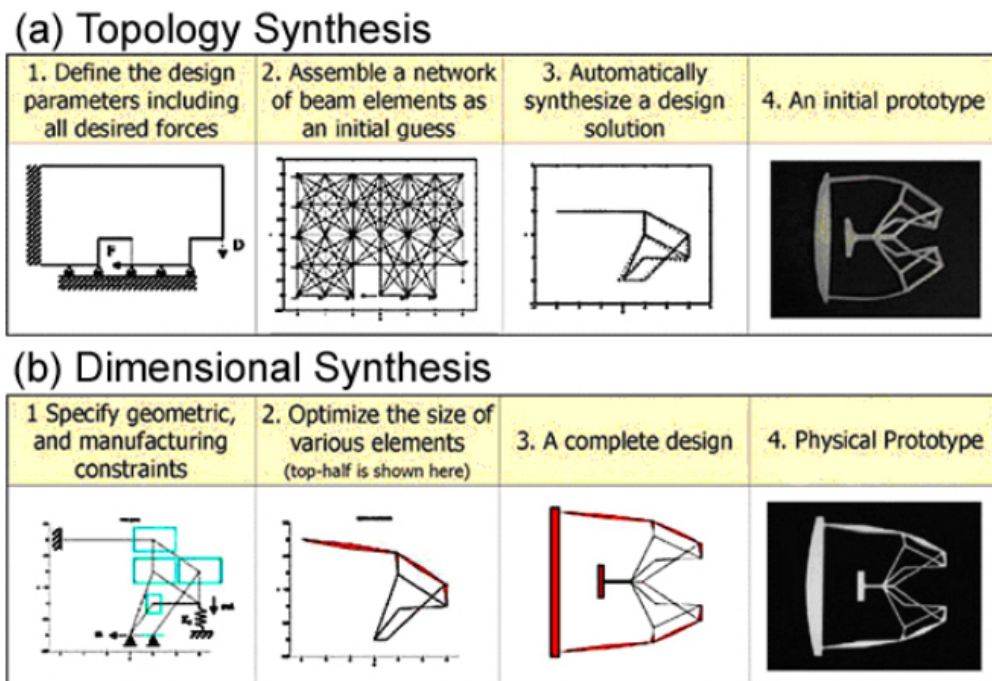 (a) Topology Synthesis
1. Define the design
parameters including
all desired forces
2. Assemble a network
of beam elements as
an initial guess
3. Automatically
synthesize a design
solution
4. An initial prototype
F
D
(b) Dimensional Synthesis
1 Specify geometric,
and manufacturing
constraints
2. Optimize the size of
various elements
(top-half is shown here)
3. A complete design
4. Physical Prototype